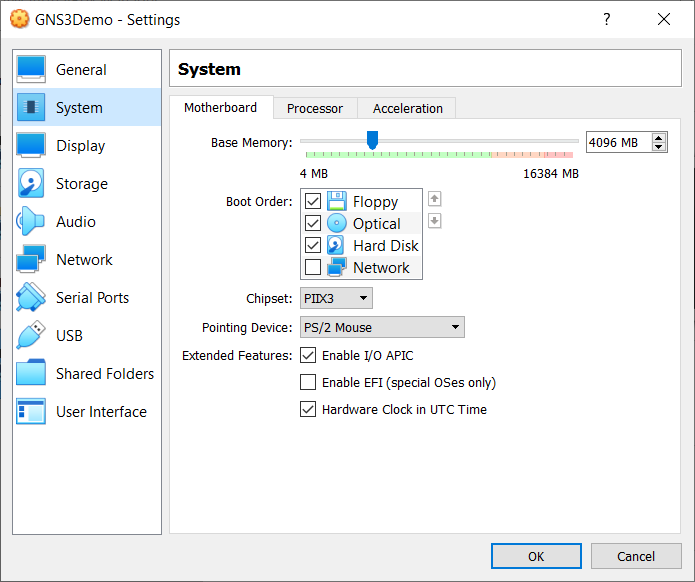 GNS3Demo - Settings
?
General
System
Display
Storage
Audio
Network
Serial Ports
USB
Shared Folders
User Interface
System
Motherboard Processor Acceleration
Base Memory: 4096 MB
4 MB 16384 MB
Boot Order: Floppy
Optical
Hard Disk
Network
Chipset: PIIX3
Pointing Device: PS/2 Mouse
Extended Features: Enable I/O APIC
Enable EFI (special OSes only)
Hardware Clock in UTC Time
OK Cancel